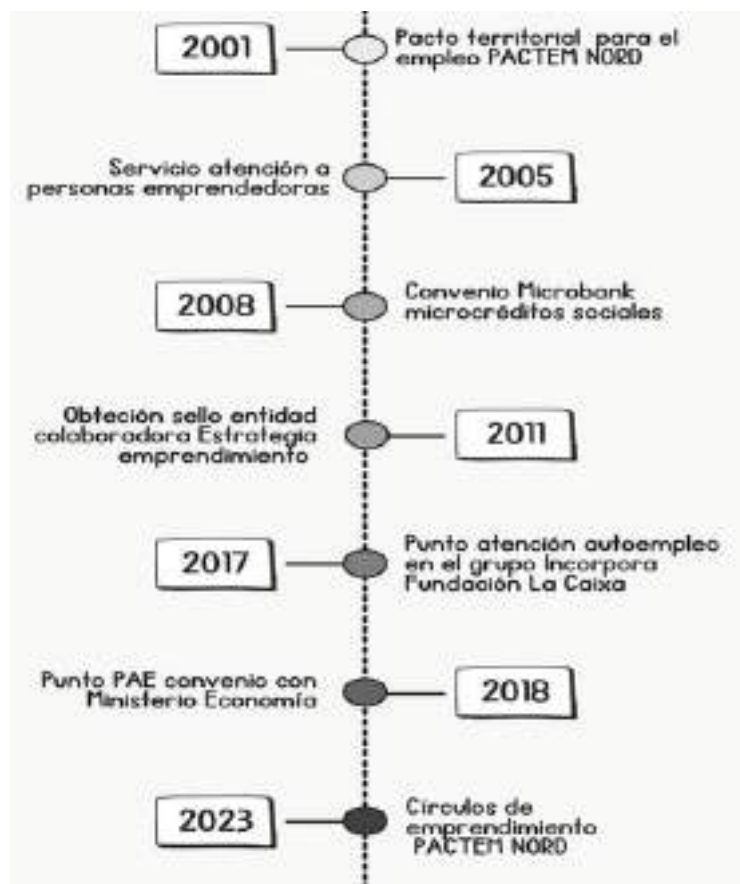 2001
Pacto territorial para el
empleo PACTEM NORD
Servicio atención a
personas emprendedoras
2005
2008
Convenio Microbank
microcréditos sociales
Obteción sello entidad
colaboradora Estrategia
emprendimiento
2011
2017
Punto atención autoempleo
en el grupo Incorpora
Fundación La Caixa
Punto PAE convenio con
Ministerio Economía
2018
2023
Círculos de
emprendimiento
PACTEM NORD